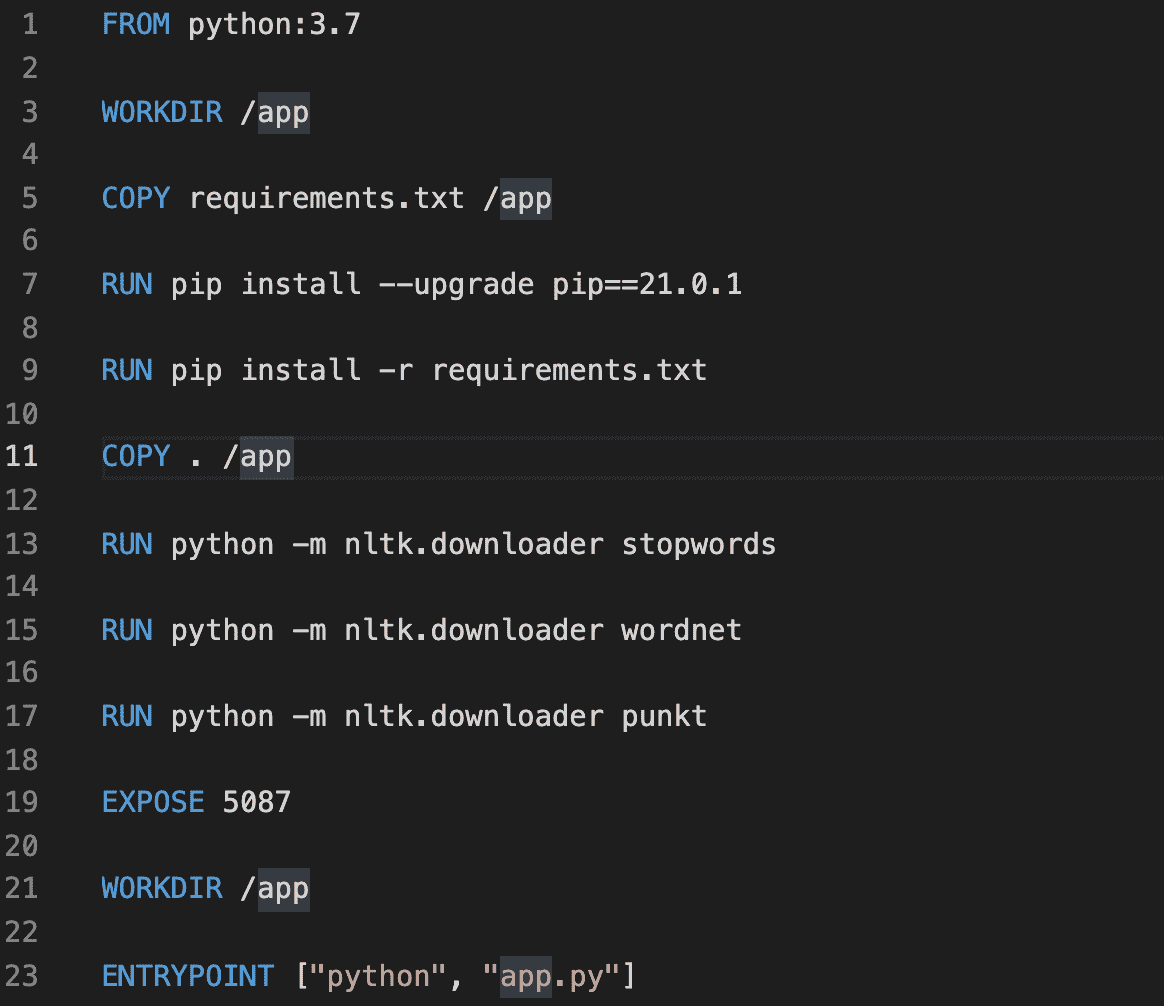 1 FROM python:3.7
2
3 WORKDIR /app
4
5 COPY requirements.txt /app
6
7 RUN pip install --upgrade pip==21.0.1
8
9 RUN pip install -r requirements.txt
10
11 COPY . /app
12
13 RUN python -m nltk.downloader stopwords
14
15 RUN python -m nltk.downloader wordnet
16
17 RUN python -m nltk.downloader punkt
18
19 EXPOSE 5087
20
21 WORKDIR /app
22
23 ENTRYPOINT ["python", "app.py"]